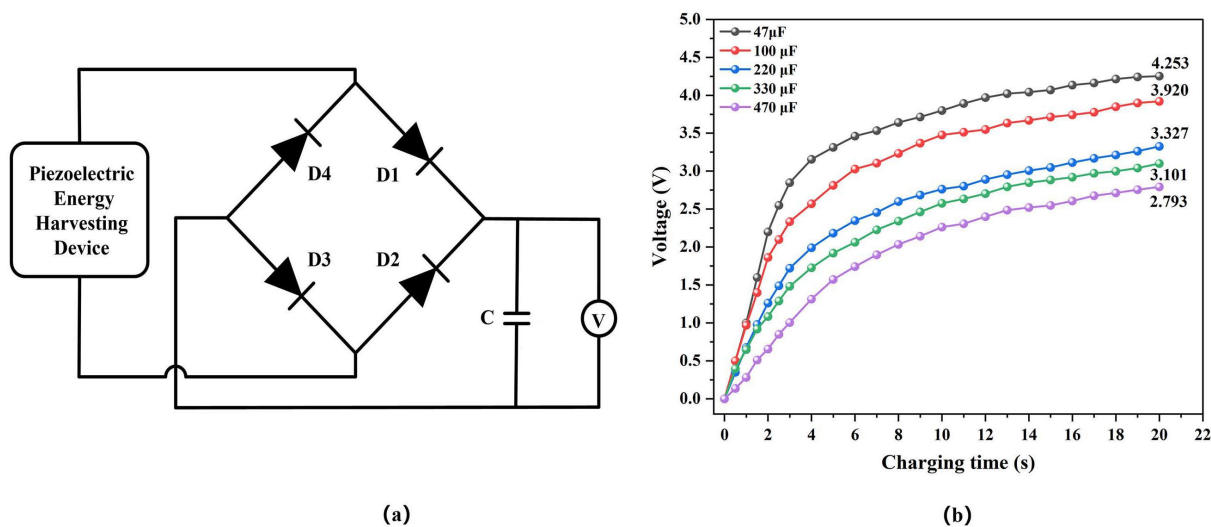 Piezoelectric
Energy
Harvesting
Device
D4
D1
D3
D2
C
V
(a)
47μF
100 μF
220 μF
330 μF
470 μF
4.253
3.920
3.327
3.101
2.793
5.0
4.5
4.0
3.5
3.0
2.5
2.0
1.5
1.0
0.5
0.0
Voltage (V)
0 2 4 6 8 10 12 14 16 18 20 22
Charging time (s)
(b)